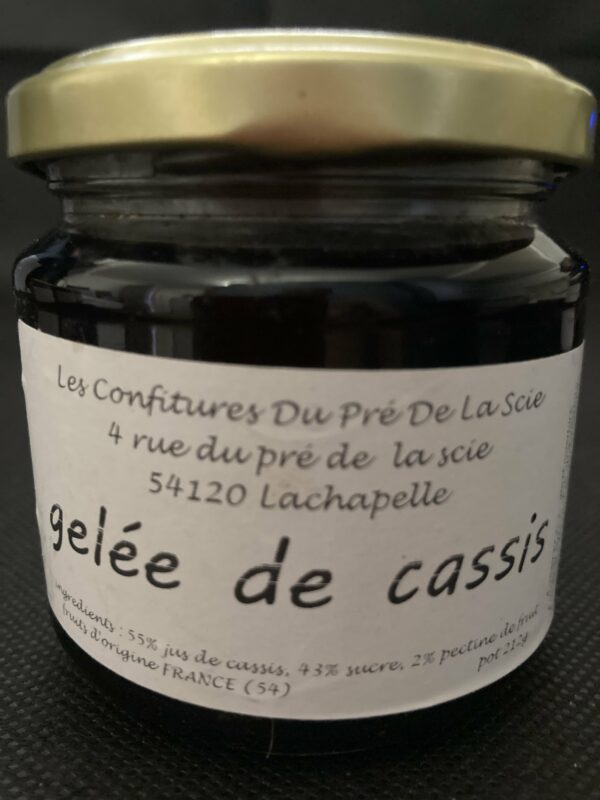 Les Confitures Du Pré De La Scie
4 rue du pré de la scie
54120 Lachapelle
gelée de cassis
ingredients : 55% jus de cassis, 43% sucre, 2% pectine de fruit
fruits d'origine FRANCE (54)
pot 212g